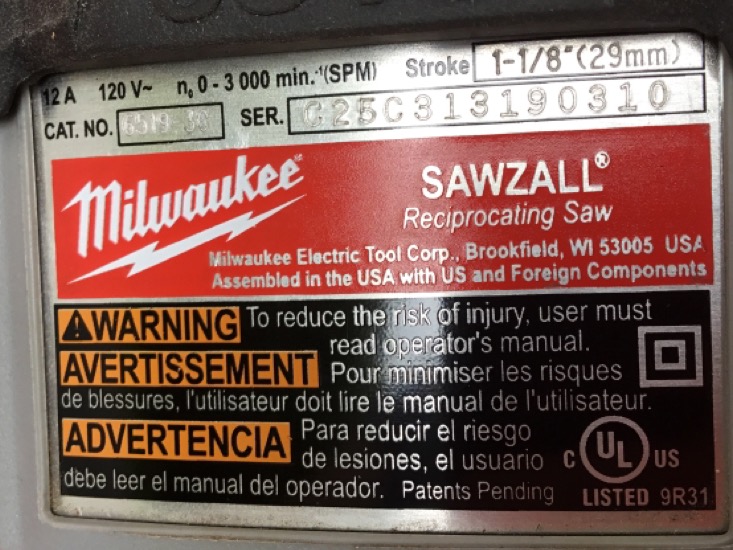 12 A 120 V~ n₀ 0 - 3 000 min.⁻¹(SPM) Stroke 1-1/8"(29mm)
CAT. NO. 6519-30 SER. C25C313190310
Milwaukee®
SAWZALL®
Reciprocating Saw
Milwaukee Electric Tool Corp., Brookfield, WI 53005 USA
Assembled in the USA with US and Foreign Components
WARNING To reduce the risk of injury, user must
read operator's manual.
AVERTISSEMENT Pour minimiser les risques
de blessures, l'utilisateur doit lire le manuel de l'utilisateur.
ADVERTENCIA Para reducir el riesgo
de lesiones, el usuario
debe leer el manual del operador. Patents Pending
C UL US
LISTED 9R31